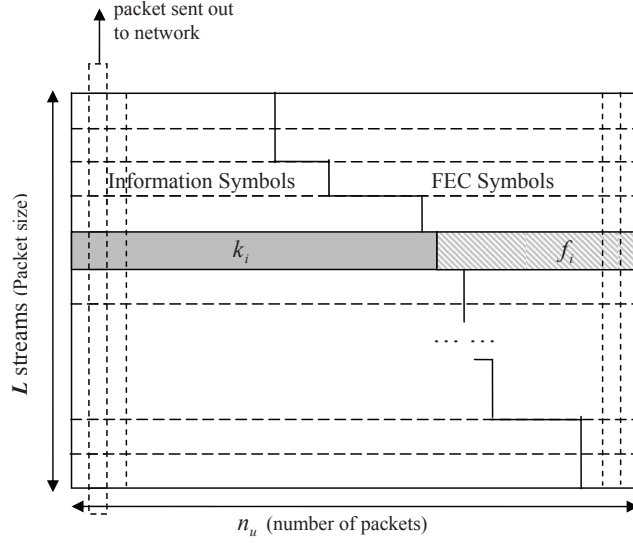 packet sent out
to network
Information Symbols
FEC Symbols
k_i
f_i
... ...
L streams (Packet size)
n_u (number of packets)